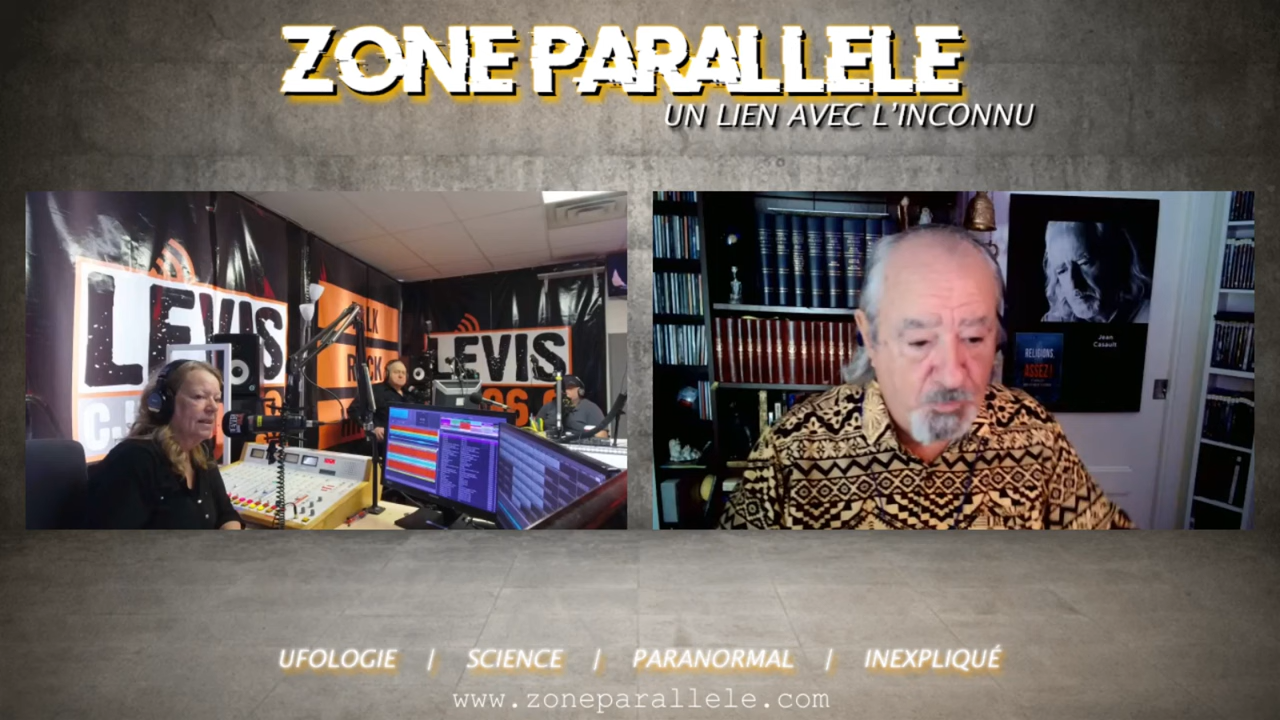 ZONE PARALLELE
UN LIEN AVEC L'INCONNU
LEVIS
LEVIS
Jean
Casault
RELIGIONS,
ASSEZ!
UFOLOGIE | SCIENCE | PARANORMAL | INEXPLIQUÉ
www.zoneparallele.com